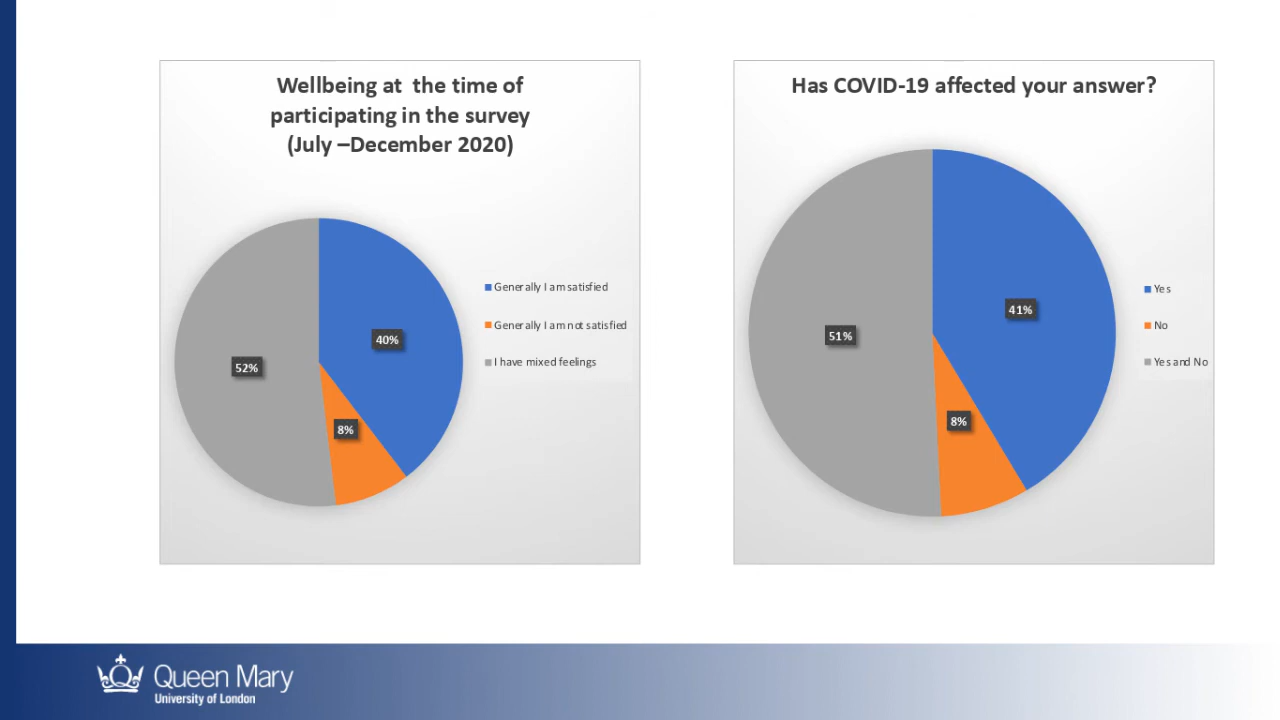 Wellbeing at the time of
participating in the survey
(July –December 2020)
40%
8%
52%
Generally I am satisfied
Generally I am not satisfied
I have mixed feelings
Has COVID-19 affected your answer?
41%
8%
51%
Yes
No
Yes and No
Queen Mary
University of London